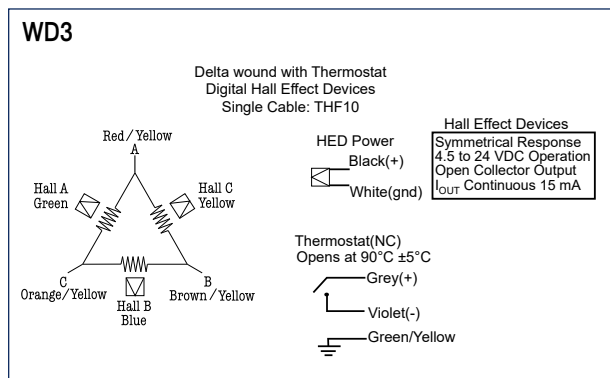 WD3
Delta wound with Thermostat
Digital Hall Effect Devices
Single Cable: THF10
Red/Yellow
A
Hall A
Green
Hall C
Yellow
C
Orange/Yellow
Hall B
Blue
B
Brown/Yellow
HED Power
Black(+)
White(gnd)
Hall Effect Devices
Symmetrical Response
4.5 to 24 VDC Operation
Open Collector Output
IOUT Continuous 15 mA
Thermostat(NC)
Opens at 90°C ±5°C
Grey(+)
Violet(-)
Green/Yellow